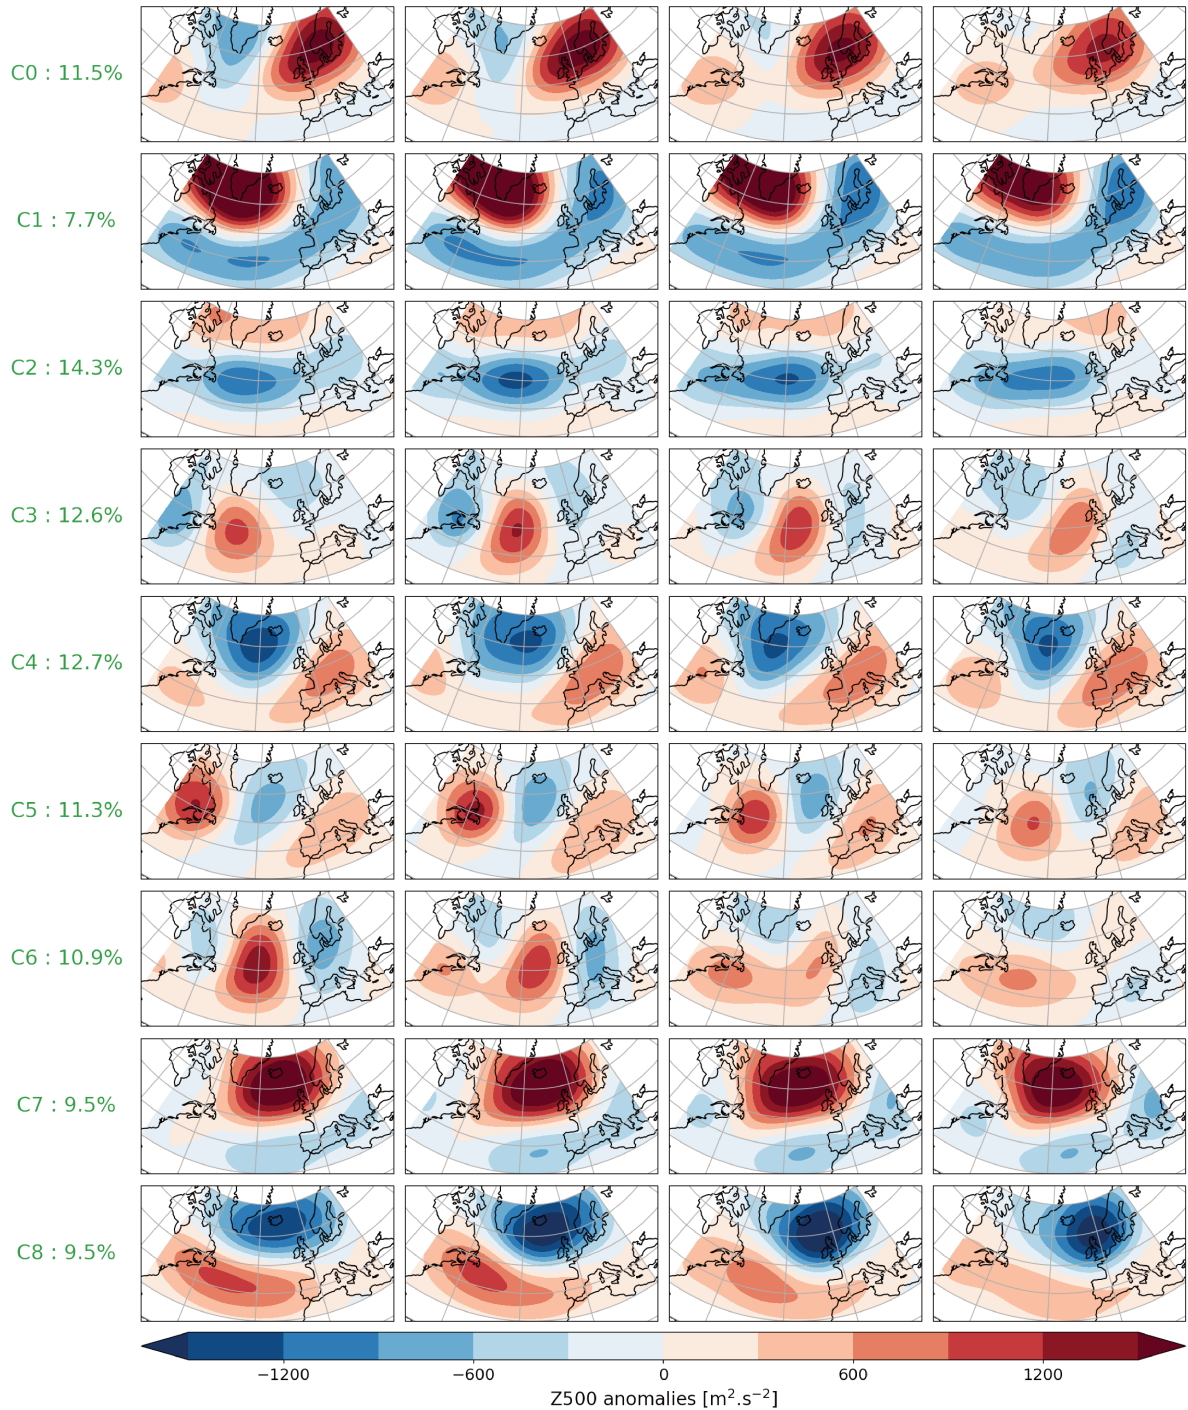 C0 : 11.5%
C1 : 7.7%
C2 : 14.3%
C3 : 12.6%
C4 : 12.7%
C5 : 11.3%
C6 : 10.9%
C7 : 9.5%
C8 : 9.5%
−1200 −600 0 600 1200
Z500 anomalies [m².s⁻²]